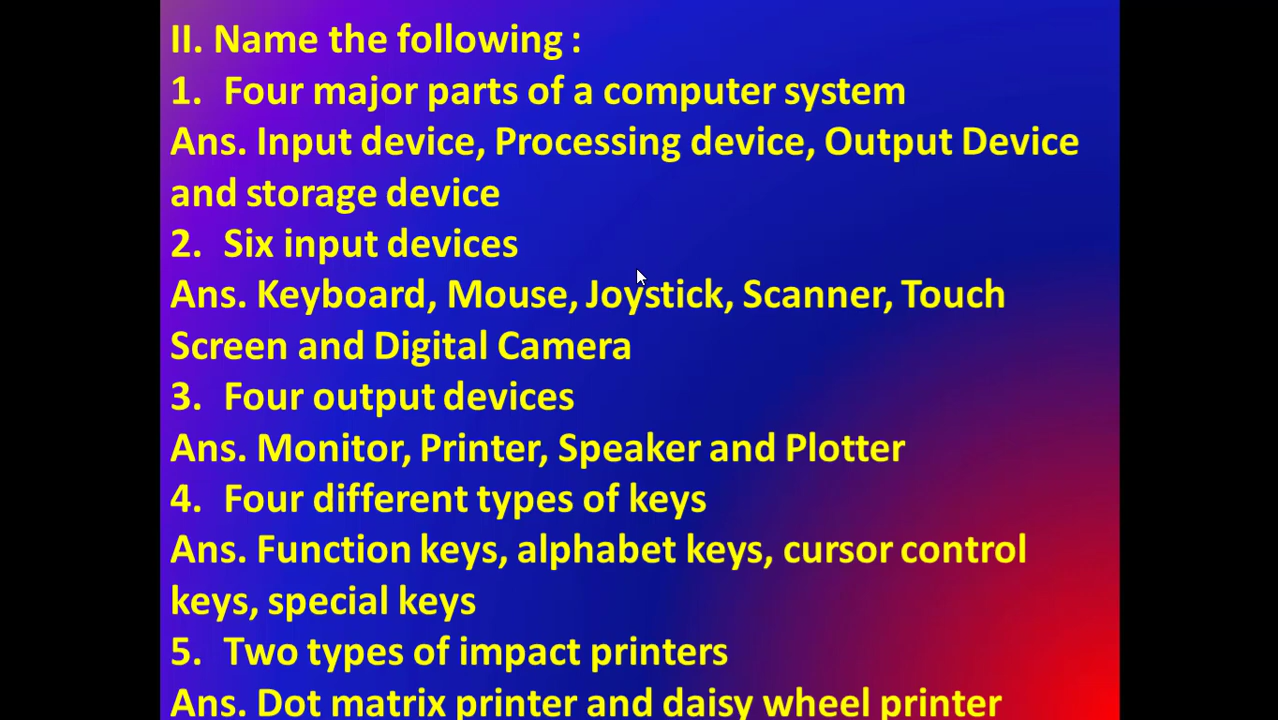 II. Name the following :
1. Four major parts of a computer system
Ans. Input device, Processing device, Output Device
and storage device
2. Six input devices
Ans. Keyboard, Mouse, Joystick, Scanner, Touch
Screen and Digital Camera
3. Four output devices
Ans. Monitor, Printer, Speaker and Plotter
4. Four different types of keys
Ans. Function keys, alphabet keys, cursor control
keys, special keys
5. Two types of impact printers
Ans. Dot matrix printer and daisy wheel printer